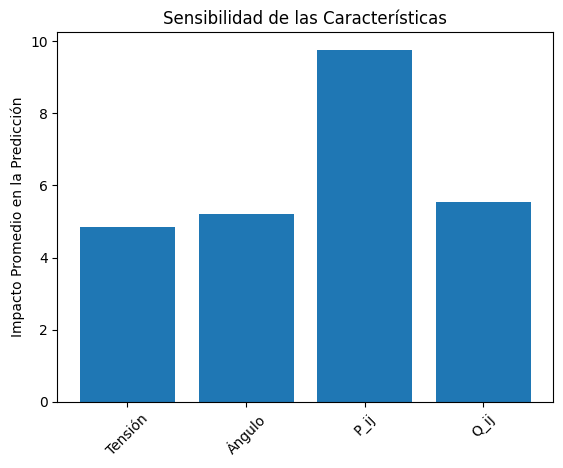 Sensibilidad de las Características
Impacto Promedio en la Predicción
10
8
6
4
2
0
Tensión
Ángulo
P_ij
Q_ij